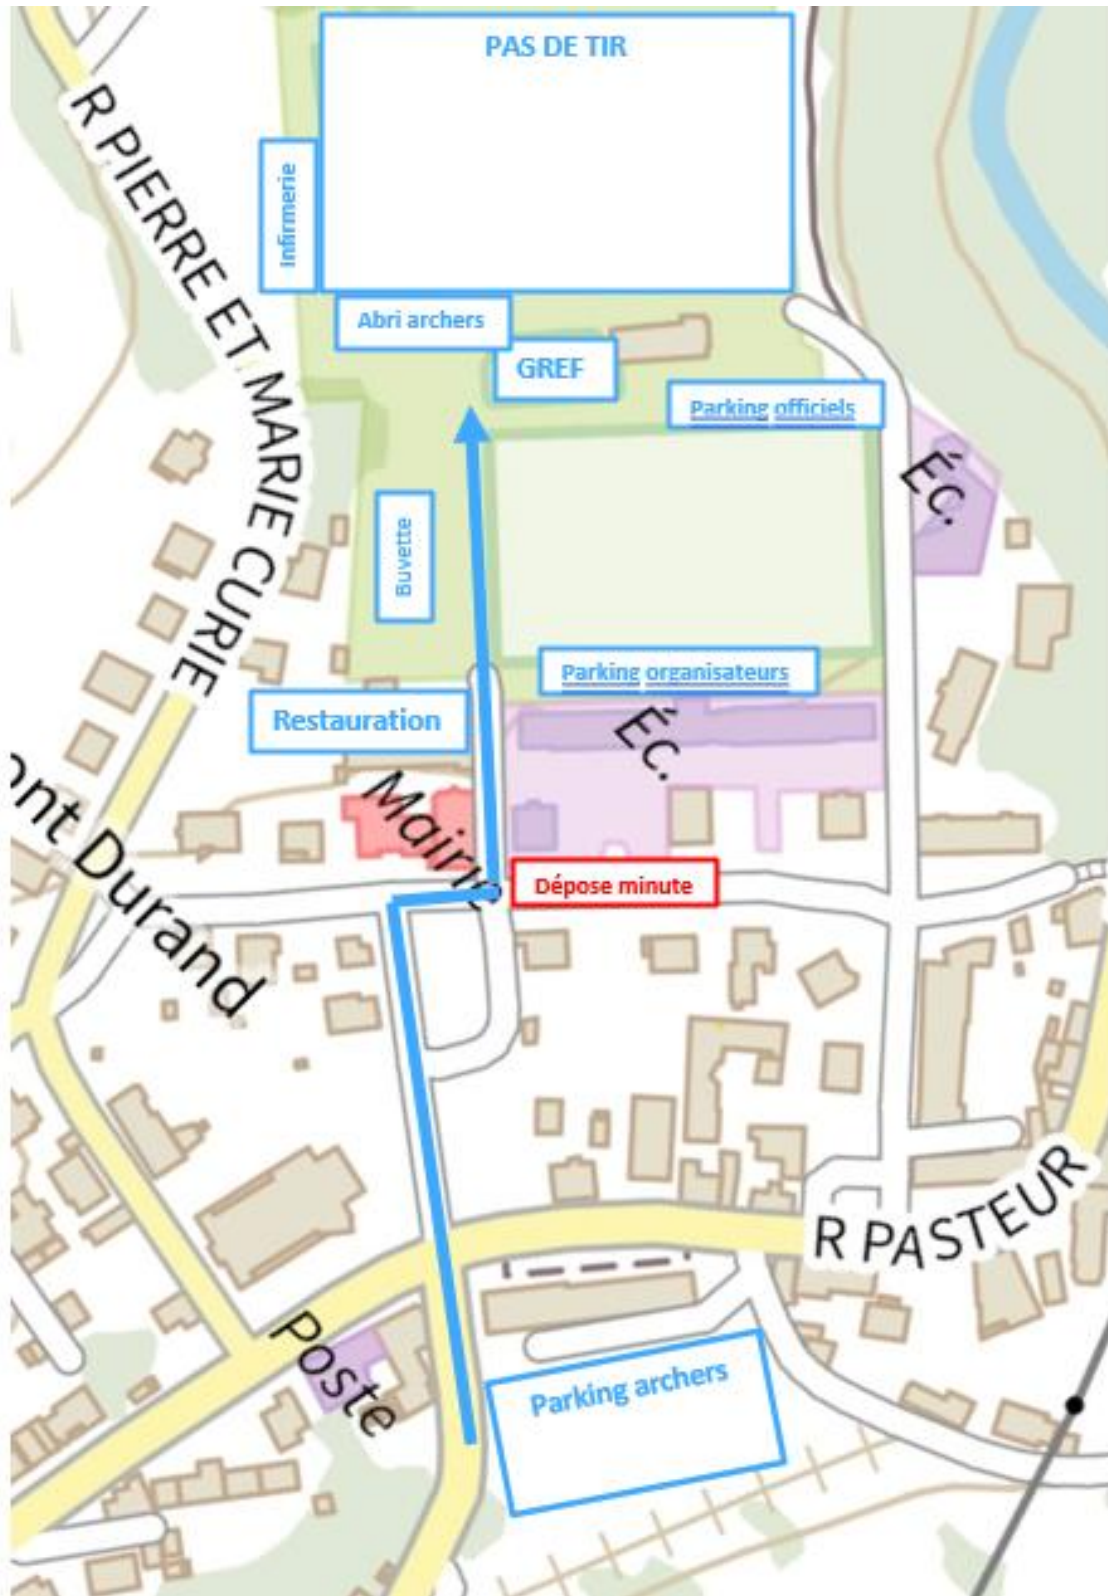 PAS DE TIR
R PIERRE ET MARIE CURIE
Infirmerie
Abri archers
GREF
Parking officiels
Éc.
Buvette
Parking organisateurs
Restauration
Éc.
Mairie
ont Durand
Dépose minute
R PASTEUR
Poste
Parking archers